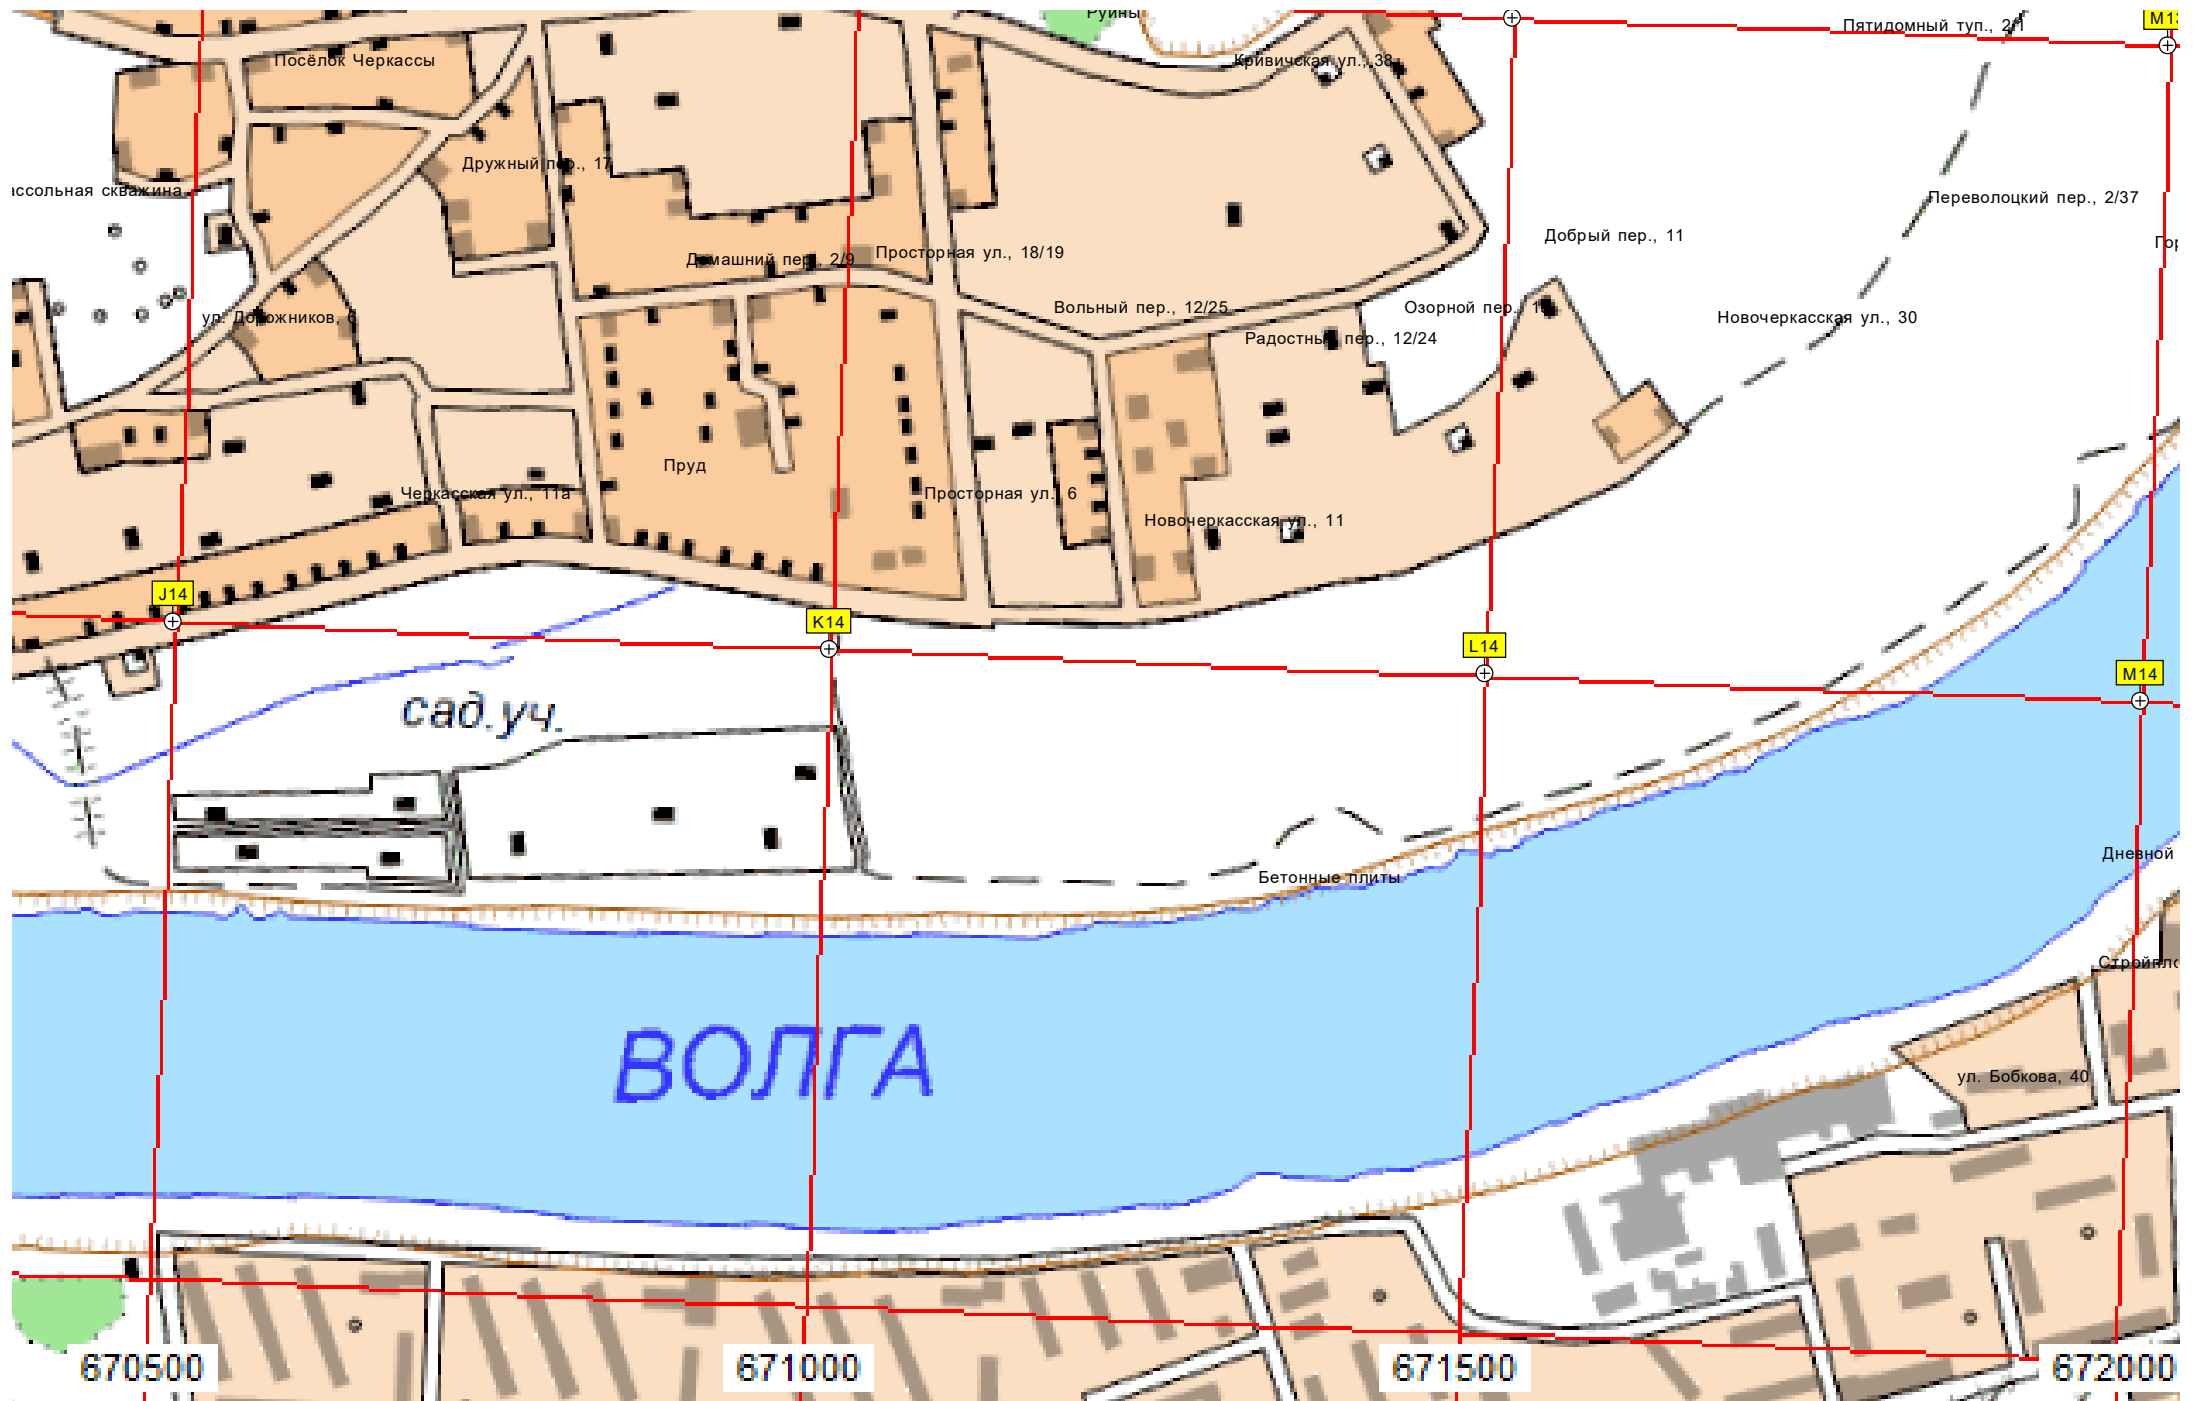 Руины
Пятидомный туп., 2/1
Посёлок Черкассы
Кривичская ул., 38
Дружный пер., 17
скважина
Переволоцкий пер., 2/37
Добрый пер., 11
Просторная ул., 18/19
Домашний пер., 2/9
Вольный пер., 12/25
Озорной пер.,
ул. Дорожников, 6
Новочеркасская ул., 30
Радостный пер., 12/24
Пруд
Черкасская ул., 11а
Просторная ул., 6
Новочеркасская ул., 11
J14
K14
L14
M14
сад.уч.
Дневной
Бетонные плиты
ВОЛГА
ул. Бобкова, 40
670500
671000
671500
672000